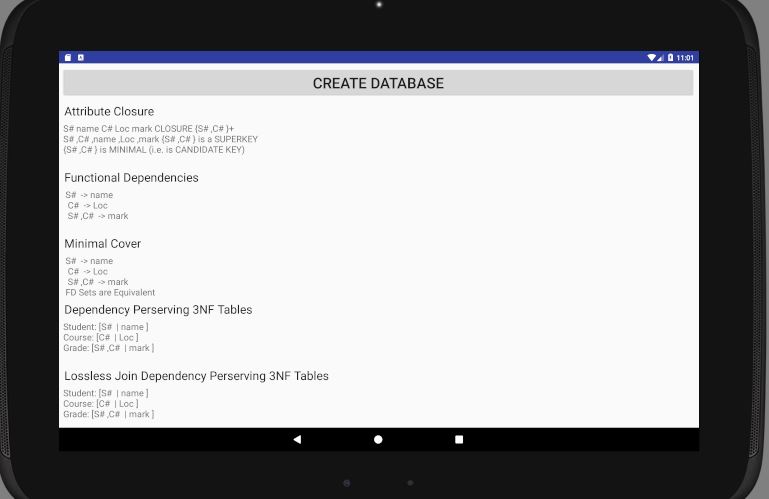 11:01
CREATE DATABASE
Attribute Closure
S# name C# Loc mark CLOSURE {S# ,C# }+
S# ,C# ,name ,Loc ,mark {S# ,C# } is a SUPERKEY
{S# ,C# } is MINIMAL (i.e. is CANDIDATE KEY)
Functional Dependencies
S# -> name
C# -> Loc
S# ,C# -> mark
Minimal Cover
S# -> name
C# -> Loc
S# ,C# -> mark
FD Sets are Equivalent
Dependency Perserving 3NF Tables
Student: [S# | name ]
Course: [C# | Loc ]
Grade: [S# ,C# | mark ]
Lossless Join Dependency Perserving 3NF Tables
Student: [S# | name ]
Course: [C# | Loc ]
Grade: [S# ,C# | mark ]